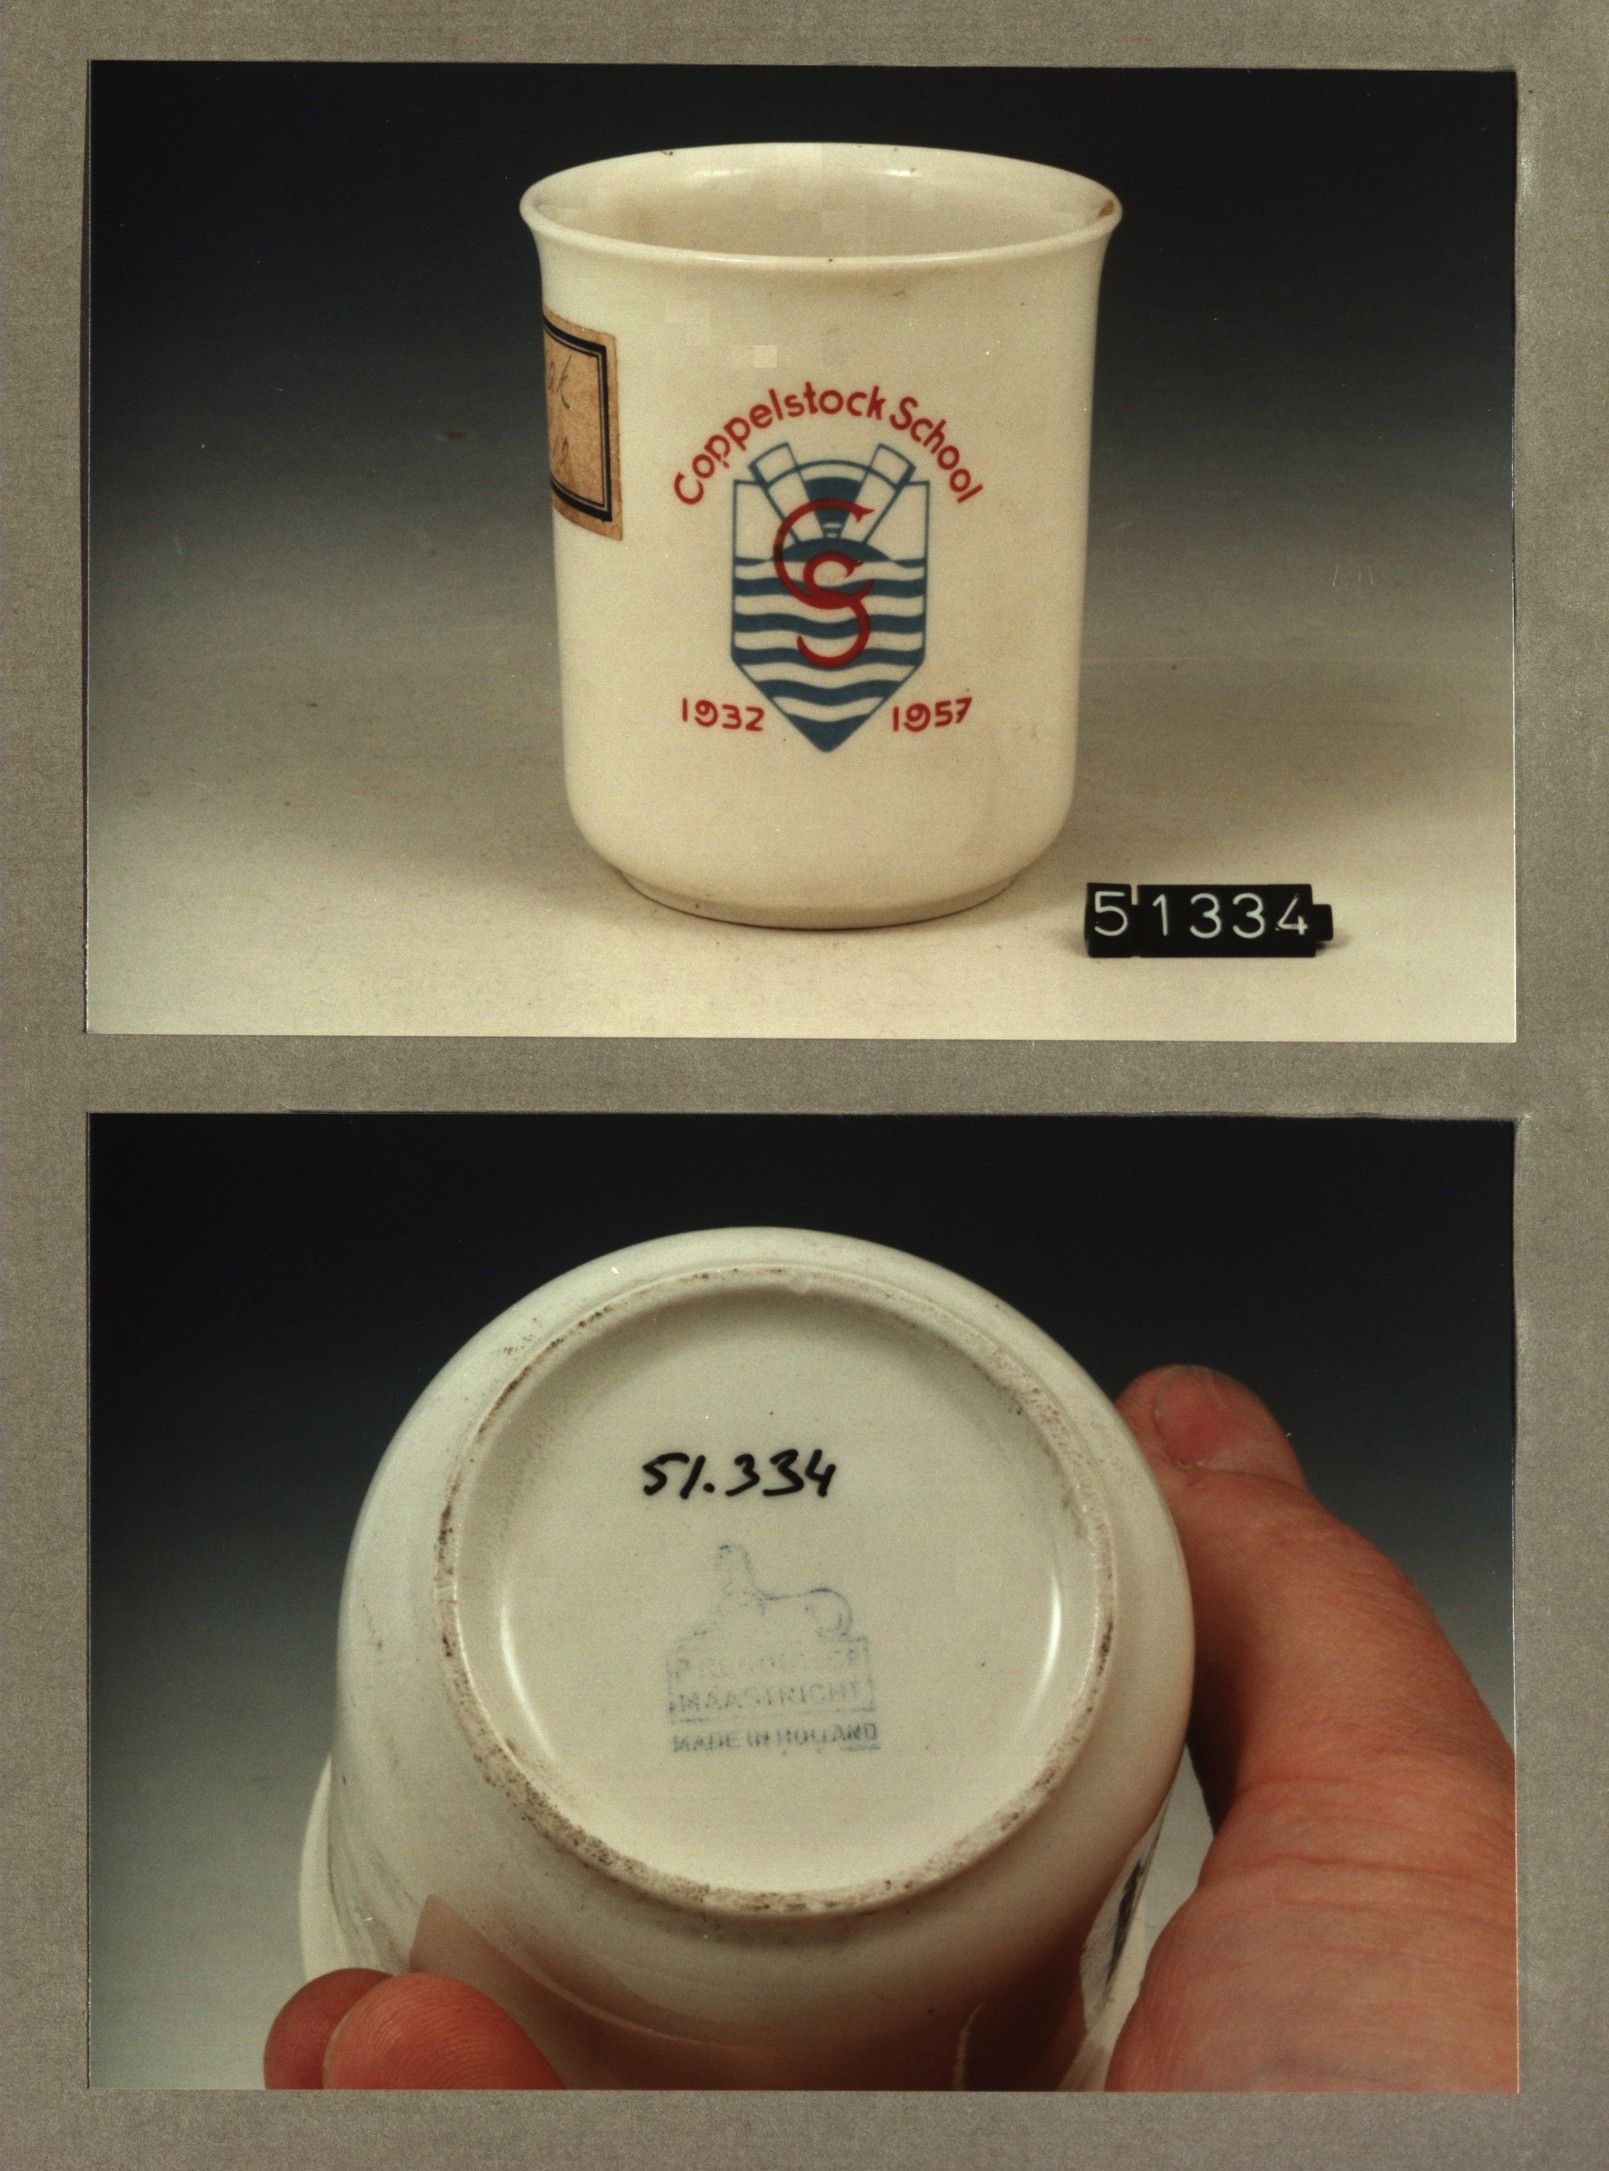 Coppelstock School
CS
1932 1957
51334
51.334
MAASTRICHT
MADE IN HOLLAND